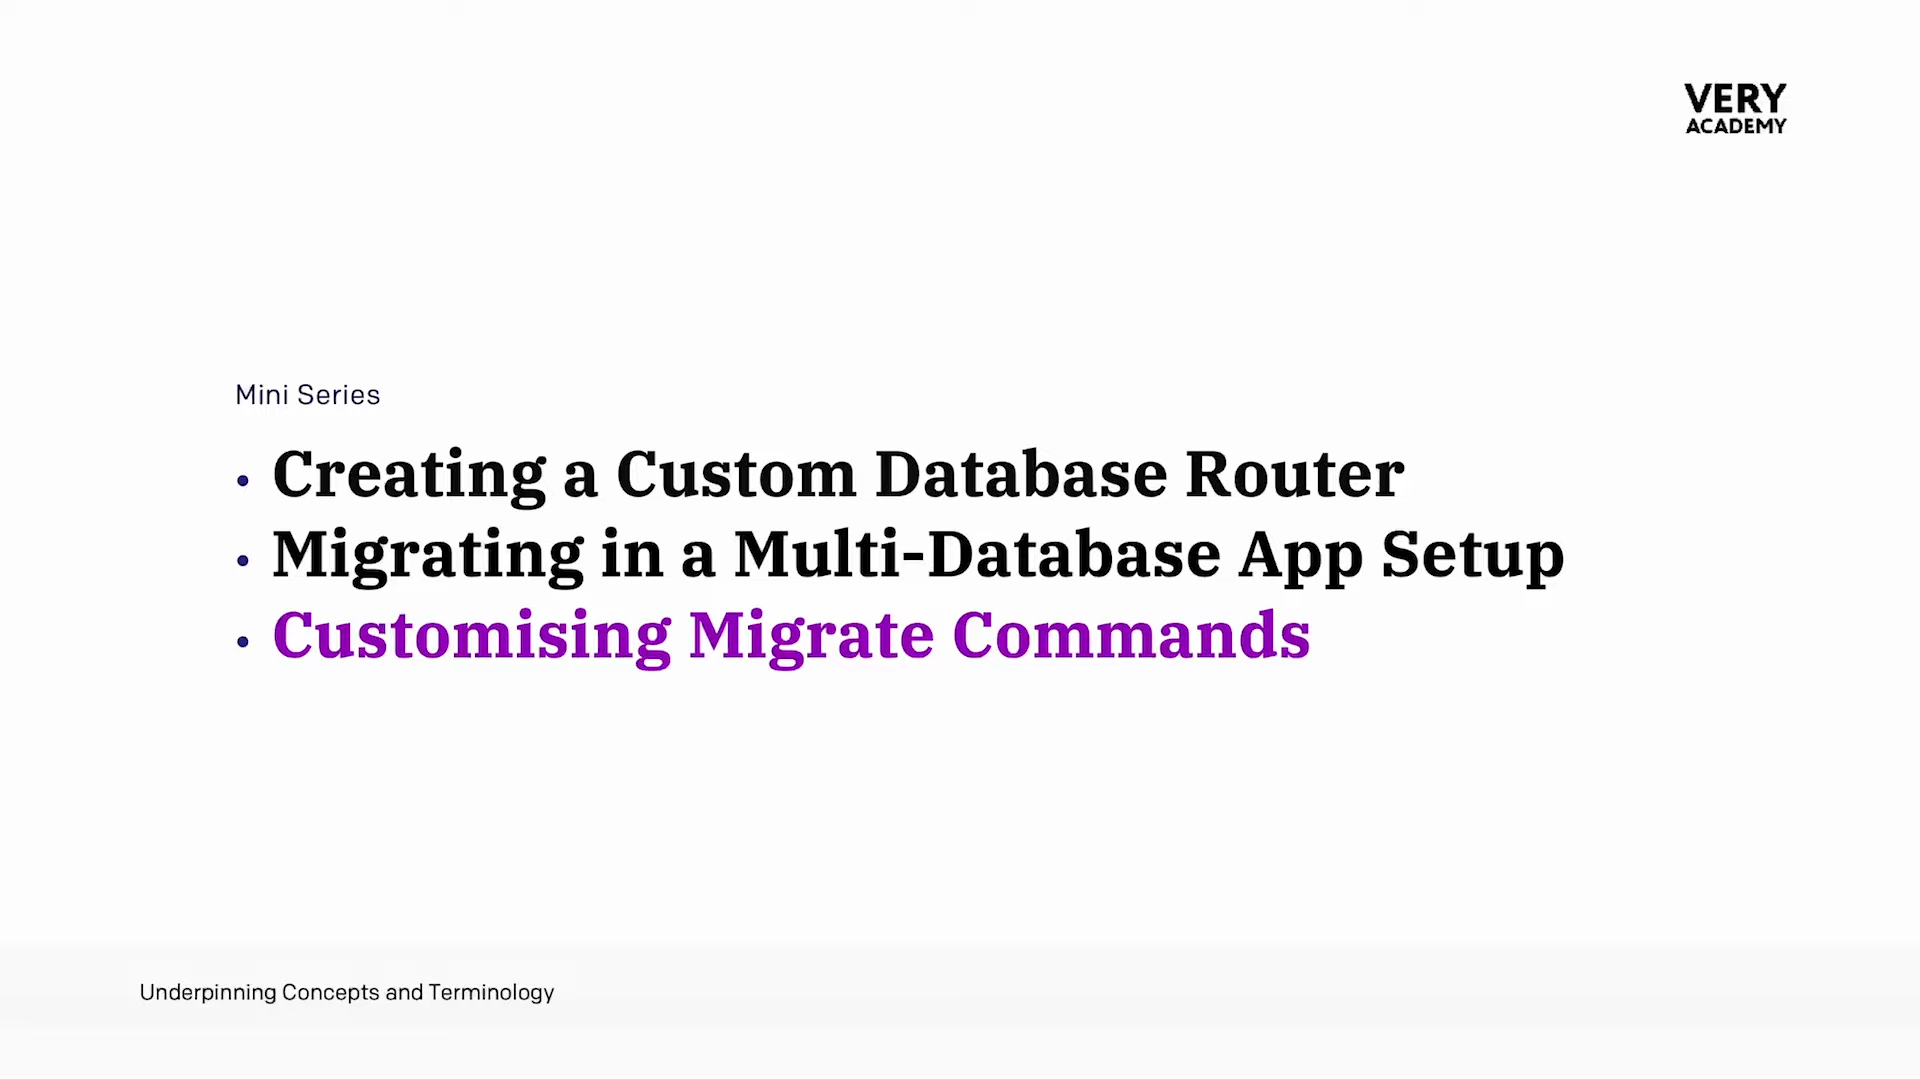 VERY
ACADEMY
Mini Series
• Creating a Custom Database Router
• Migrating in a Multi-Database App Setup
• Customising Migrate Commands
Underpinning Concepts and Terminology